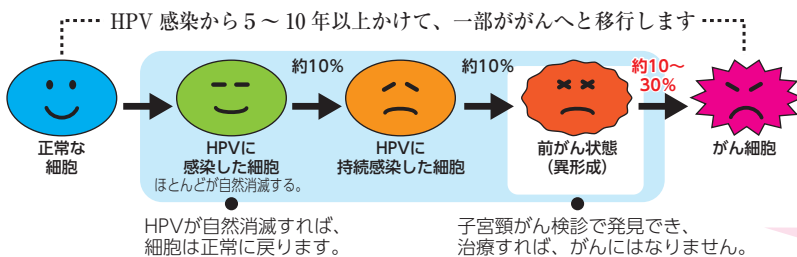 HPV 感染から5〜10年以上かけて、一部ががんへと移行します
約10%
約10%
約10〜
30%
正常な
細胞
HPVに
感染した細胞
ほとんどが自然消滅する。
HPVに
持続感染した細胞
前がん状態
(異形成)
がん細胞
HPVが自然消滅すれば、
細胞は正常に戻ります。
子宮頸がん検診で発見でき、
治療すれば、がんにはなりません。